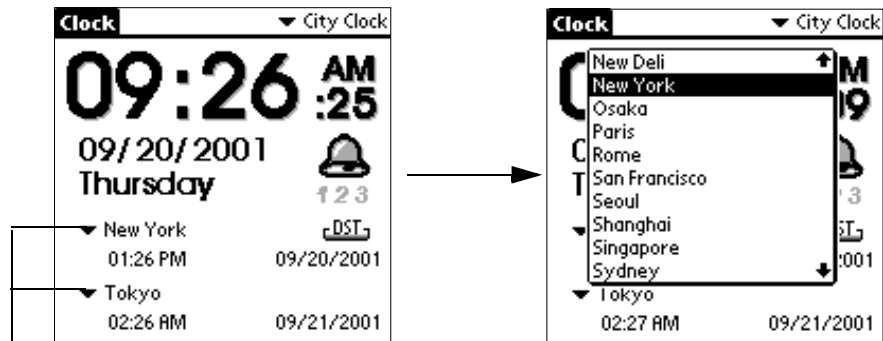 Clock City Clock
09:26 AM
:25
09/20/2001
Thursday
1 2 3
New York DST
01:26 PM 09/20/2001
Tokyo
02:26 AM 09/21/2001
Clock City Clock
New Deli
New York
Osaka
Paris
Rome
San Francisco
Seoul
Shanghai
Singapore
Sydney
Tokyo
02:27 AM 09/21/2001